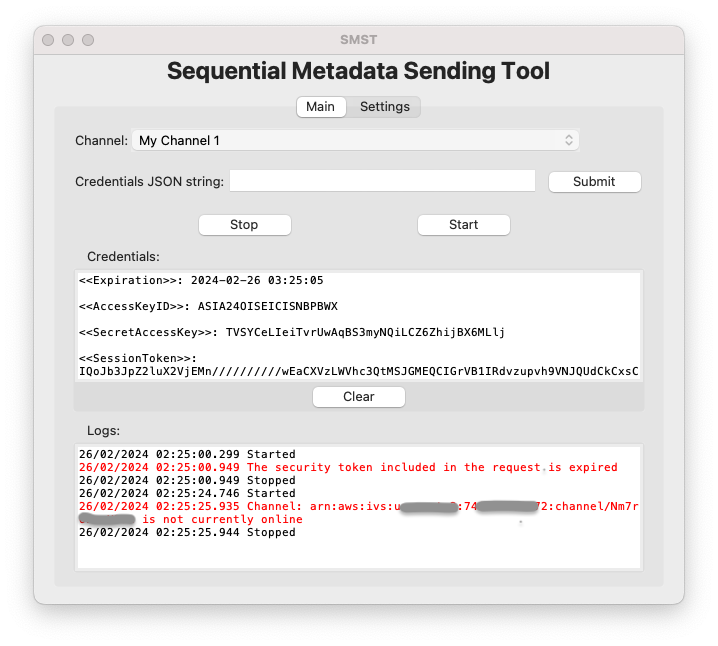 SMST
Sequential Metadata Sending Tool
Main Settings
Channel: My Channel 1
Credentials JSON string: Submit
Stop Start
Credentials:
<<Expiration>>: 2024-02-26 03:25:05
<<AccessKeyID>>: ASIA24OISEICISNBPBWX
<<SecretAccessKey>>: TVSYCeLIeiTvrUwAqBS3myNQiLCZ6ZhijBX6MLlj
<<SessionToken>>:
IQoJb3JpZ2luX2VjEMn//////////wEaCXVzLWVhc3QtMSJGMEQCIGrVB1IRdvzupvh9VNJQUdCkCxsC
Clear
Logs:
26/02/2024 02:25:00.299 Started
26/02/2024 02:25:00.949 The security token included in the request is expired
26/02/2024 02:25:00.949 Stopped
26/02/2024 02:25:24.746 Started
26/02/2024 02:25:25.935 Channel: arn:aws:ivs:u :74 72:channel/Nm7r
is not currently online
26/02/2024 02:25:25.944 Stopped